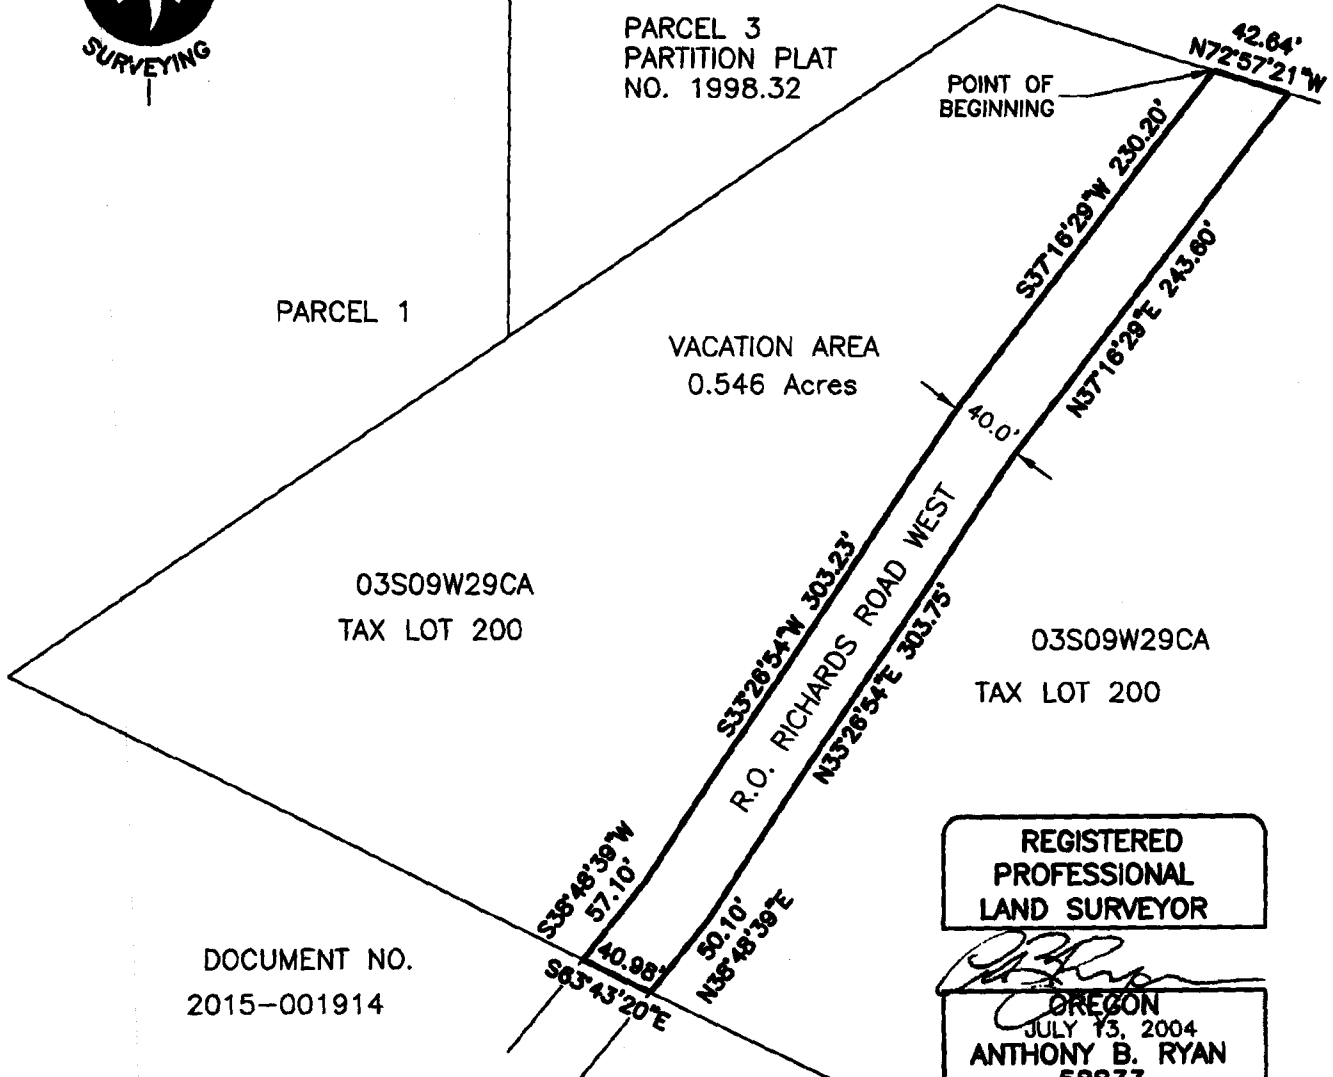 SURVEYING
PARCEL 3
PARTITION PLAT
NO. 1998.32
42.64'
N72°57'21"W
POINT OF
BEGINNING
S37°16'29"W 230.20'
N37°16'29"E 243.60'
PARCEL 1
VACATION AREA
0.546 Acres
40.0'
03S09W29CA
TAX LOT 200
S33°26'54"W 303.23'
R.O. RICHARDS ROAD WEST
N33°26'54"E 303.75'
03S09W29CA
TAX LOT 200
S38°48'39"W
57.10'
40.98'
S63°43'20"E
50.10'
N38°48'39"E
DOCUMENT NO.
2015-001914
REGISTERED
PROFESSIONAL
LAND SURVEYOR
OREGON
JULY 13, 2004
ANTHONY B. RYAN